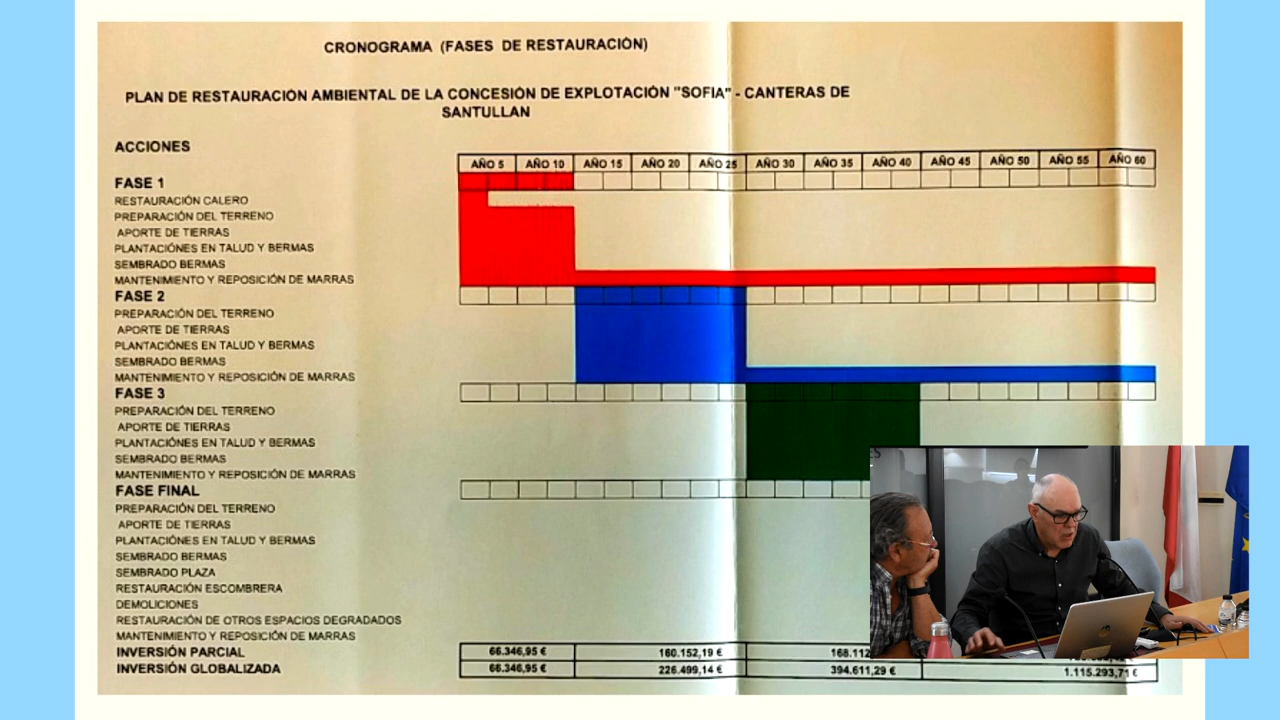 CRONOGRAMA (FASES DE RESTAURACIÓN)
PLAN DE RESTAURACIÓN AMBIENTAL DE LA CONCESIÓN DE EXPLOTACIÓN "SOFIA" - CANTERAS DE
SANTULLAN
ACCIONES
AÑO 5 AÑO 10 AÑO 15 AÑO 20 AÑO 25 AÑO 30 AÑO 35 AÑO 40 AÑO 45 AÑO 50 AÑO 55 AÑO 60
FASE 1
RESTAURACIÓN CALERO
PREPARACIÓN DEL TERRENO
APORTE DE TIERRAS
PLANTACIÓNES EN TALUD Y BERMAS
SEMBRADO BERMAS
MANTENIMIENTO Y REPOSICIÓN DE MARRAS
FASE 2
PREPARACIÓN DEL TERRENO
APORTE DE TIERRAS
PLANTACIÓNES EN TALUD Y BERMAS
SEMBRADO BERMAS
MANTENIMIENTO Y REPOSICIÓN DE MARRAS
FASE 3
PREPARACIÓN DEL TERRENO
APORTE DE TIERRAS
PLANTACIÓNES EN TALUD Y BERMAS
SEMBRADO BERMAS
MANTENIMIENTO Y REPOSICIÓN DE MARRAS
FASE FINAL
PREPARACIÓN DEL TERRENO
APORTE DE TIERRAS
PLANTACIÓNES EN TALUD Y BERMAS
SEMBRADO BERMAS
SEMBRADO PLAZA
RESTAURACIÓN ESCOMBRERA
DEMOLICIONES
RESTAURACIÓN DE OTROS ESPACIOS DEGRADADOS
MANTENIMIENTO Y REPOSICIÓN DE MARRAS
INVERSIÓN PARCIAL 66.346,95 € 160.152,19 € 168.112
INVERSIÓN GLOBALIZADA 66.346,95 € 226.499,14 € 394.611,29 € 1.115.293,71 €